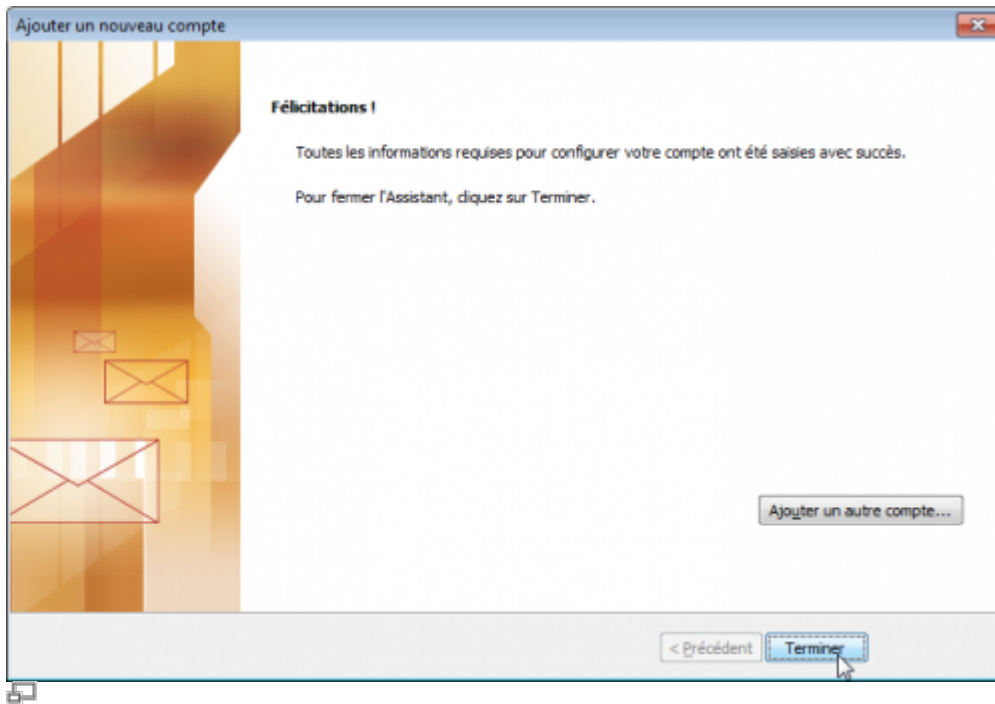 Ajouter un nouveau compte
Félicitations !
Toutes les informations requises pour configurer votre compte ont été saisies avec succès.
Pour fermer l'Assistant, cliquez sur Terminer.
Ajouter un autre compte...
< Précédent
Terminer